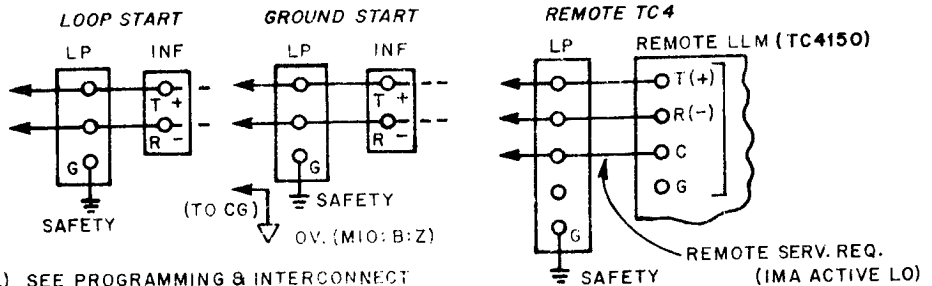 LOOP START
GROUND START
REMOTE TC4
LP INF
LP INF
LP
REMOTE LLM (TC4150)
T +
R -
G
SAFETY
T +
R -
G
SAFETY
(TO CG)
0V. (MIO: B: Z)
T (+)
R (-)
C
G
G
SAFETY
REMOTE SERV. REQ.
(IMA ACTIVE LO)
) SEE PROGRAMMING & INTERCONNECT